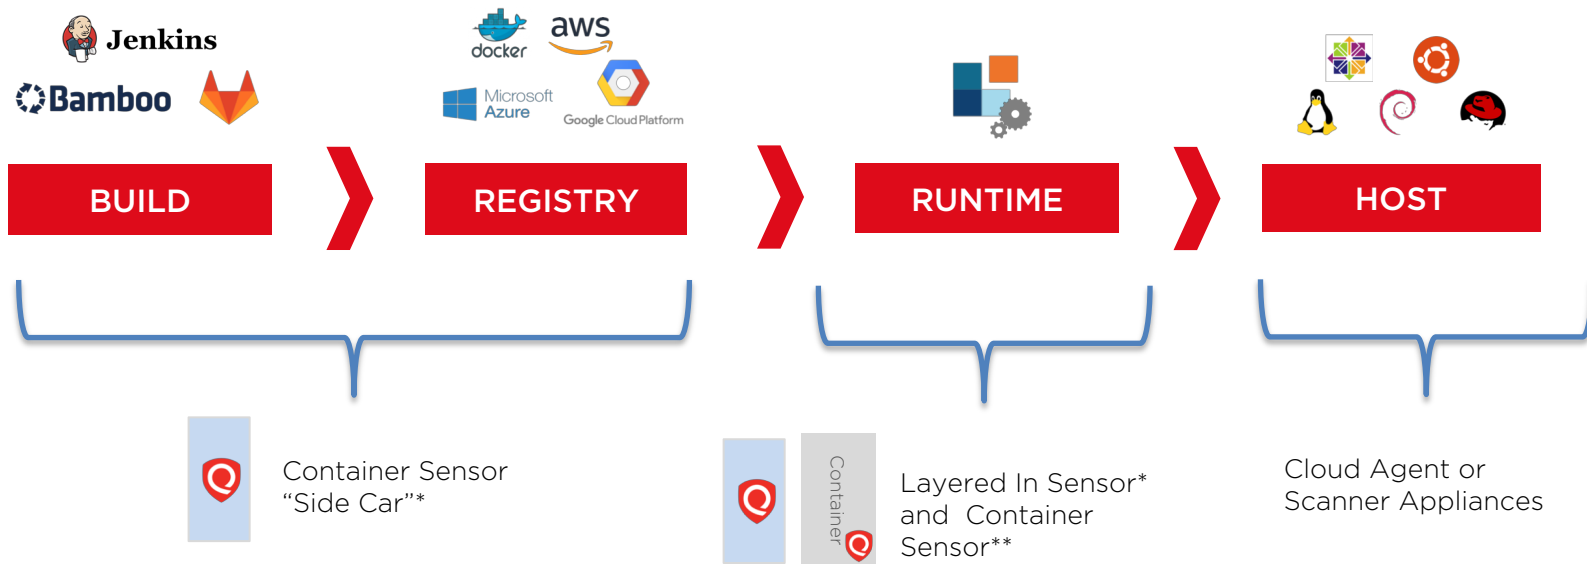 Jenkins
Bamboo
docker
aws
Microsoft
Azure
Google Cloud Platform
BUILD
REGISTRY
RUNTIME
HOST
Container Sensor
“Side Car”*
Container
Layered In Sensor*
and  Container
Sensor**
Cloud Agent or
Scanner Appliances